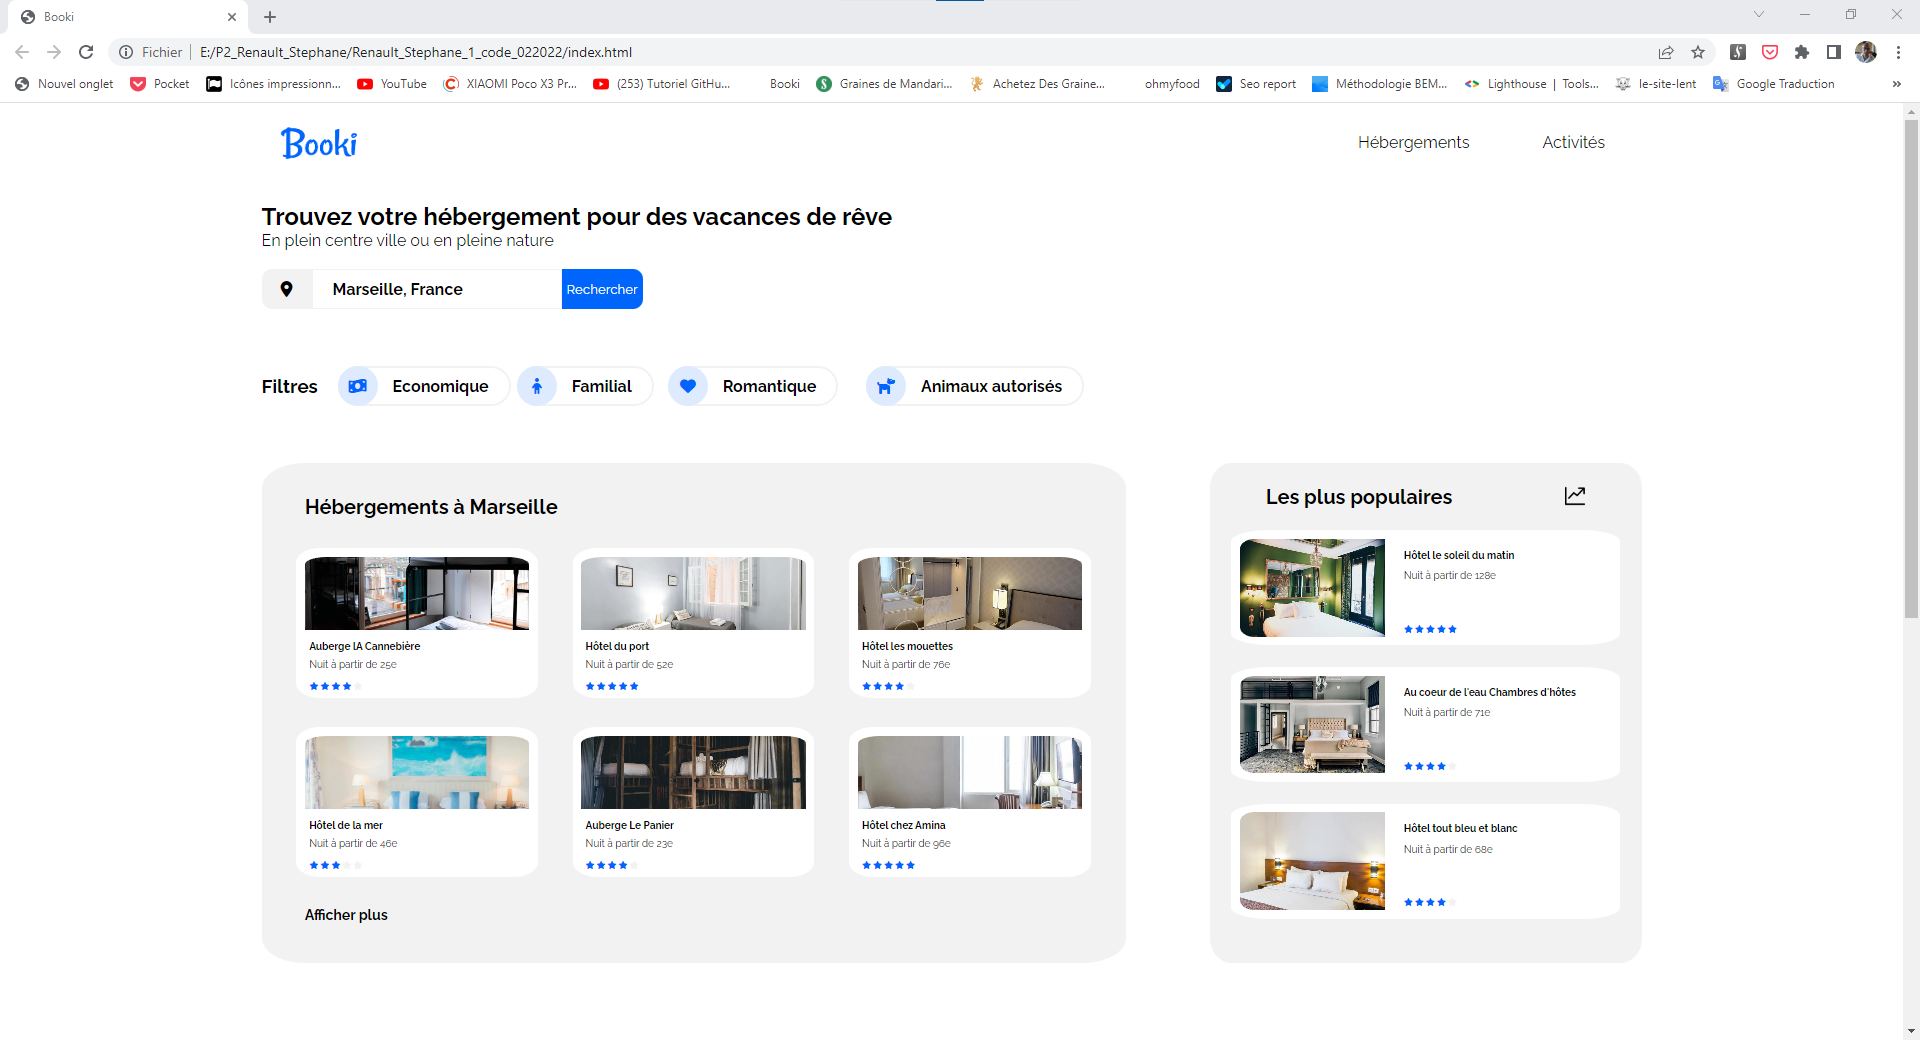 Booki
Fichier
E:/P2_Renault_Stephane/Renault_Stephane_1_code_022022/index.html
Nouvel onglet
Pocket
Icônes impressionn...
YouTube
XIAOMI Poco X3 Pr...
(253) Tutoriel GitHu...
Booki
Graines de Mandari...
Achetez Des Graine...
ohmyfood
Seo report
Méthodologie BEM...
Lighthouse | Tools...
le-site-lent
Google Traduction
»
Booki
Hébergements
Activités
Trouvez votre hébergement pour des vacances de rêve
En plein centre ville ou en pleine nature
Marseille, France
Rechercher
Filtres
Economique
Familial
Romantique
Animaux autorisés
Hébergements à Marseille
Auberge lA Cannebière
Nuit à partir de 25e
Hôtel du port
Nuit à partir de 52e
Hôtel les mouettes
Nuit à partir de 76e
Hôtel de la mer
Nuit à partir de 46e
Auberge Le Panier
Nuit à partir de 23e
Hôtel chez Amina
Nuit à partir de 96e
Afficher plus
Les plus populaires
Hôtel le soleil du matin
Nuit à partir de 128e
Au coeur de l'eau Chambres d'hôtes
Nuit à partir de 71e
Hôtel tout bleu et blanc
Nuit à partir de 68e